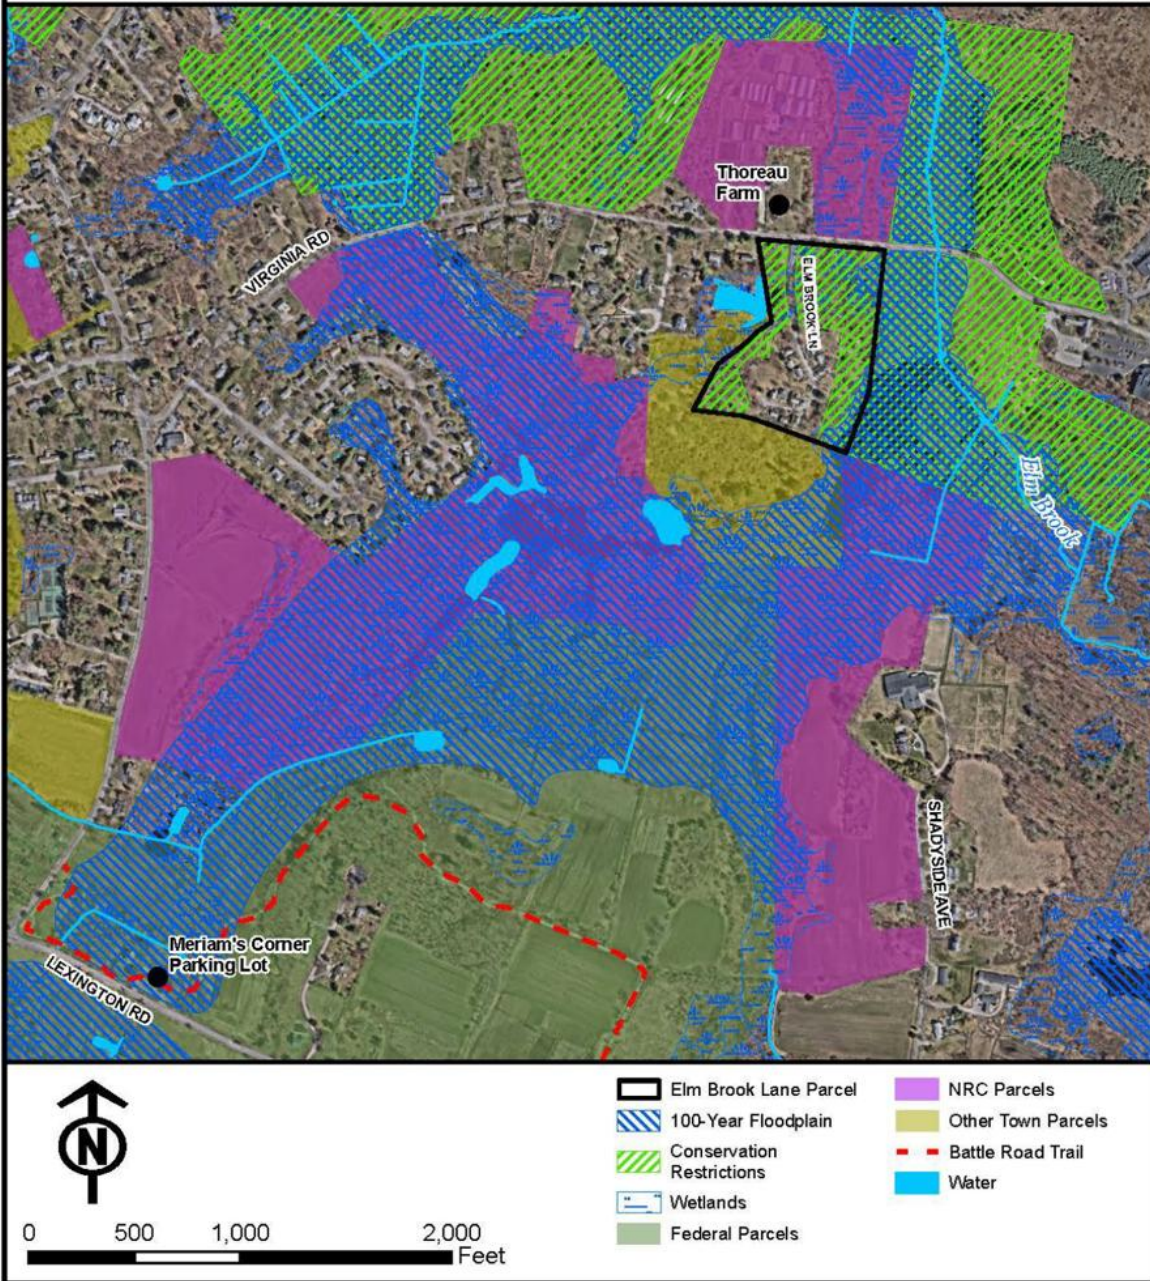 Thoreau
Farm
VIRGINIA RD
ELM BROOK LN
Elm Brook
SHADYSIDE AVE
Meriam's Corner
Parking Lot
LEXINGTON RD
N
0 500 1,000 2,000
Feet
Elm Brook Lane Parcel
100-Year Floodplain
Conservation
Restrictions
Wetlands
Federal Parcels
NRC Parcels
Other Town Parcels
Battle Road Trail
Water